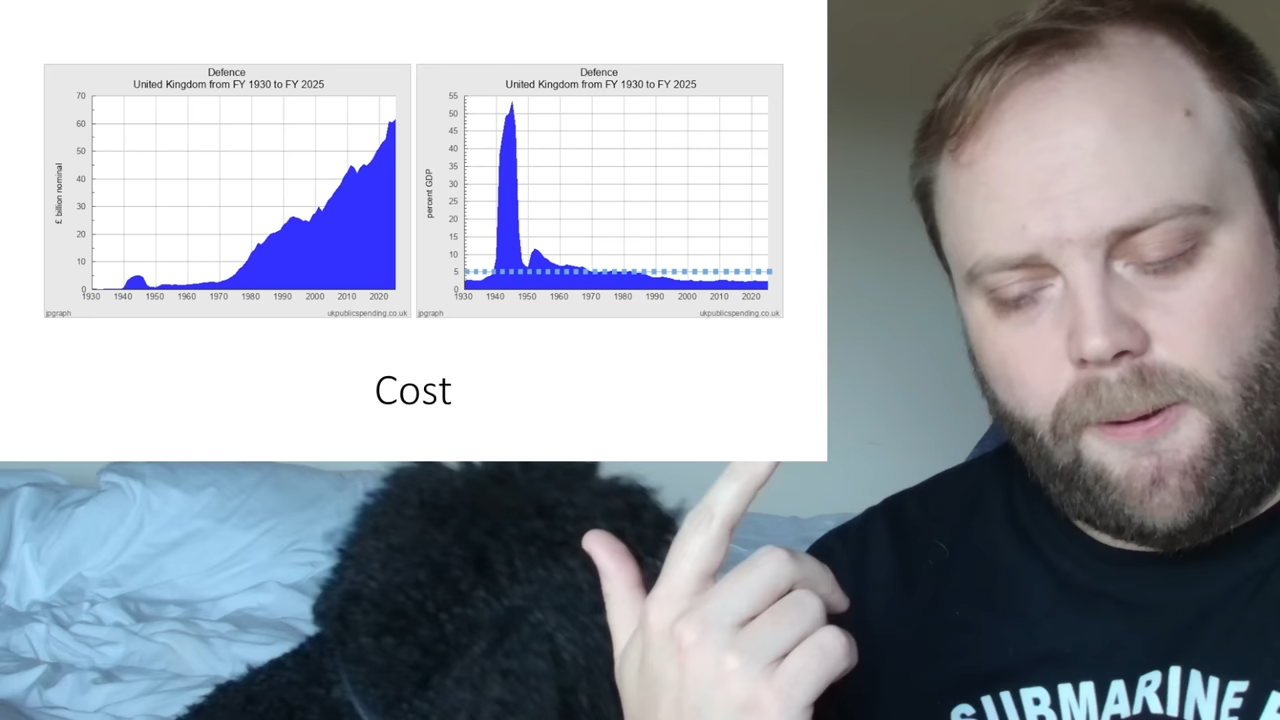 Defence
United Kingdom from FY 1930 to FY 2025
70
60
50
40
30
20
10
0
£ billion nominal
1930 1940 1950 1960 1970 1980 1990 2000 2010 2020
jpgraph ukpublicspending.co.uk
Defence
United Kingdom from FY 1930 to FY 2025
55
50
45
40
35
30
25
20
15
10
5
0
percent GDP
1930 1940 1950 1960 1970 1980 1990 2000 2010 2020
jpgraph ukpublicspending.co.uk
Cost
SUBMARINE